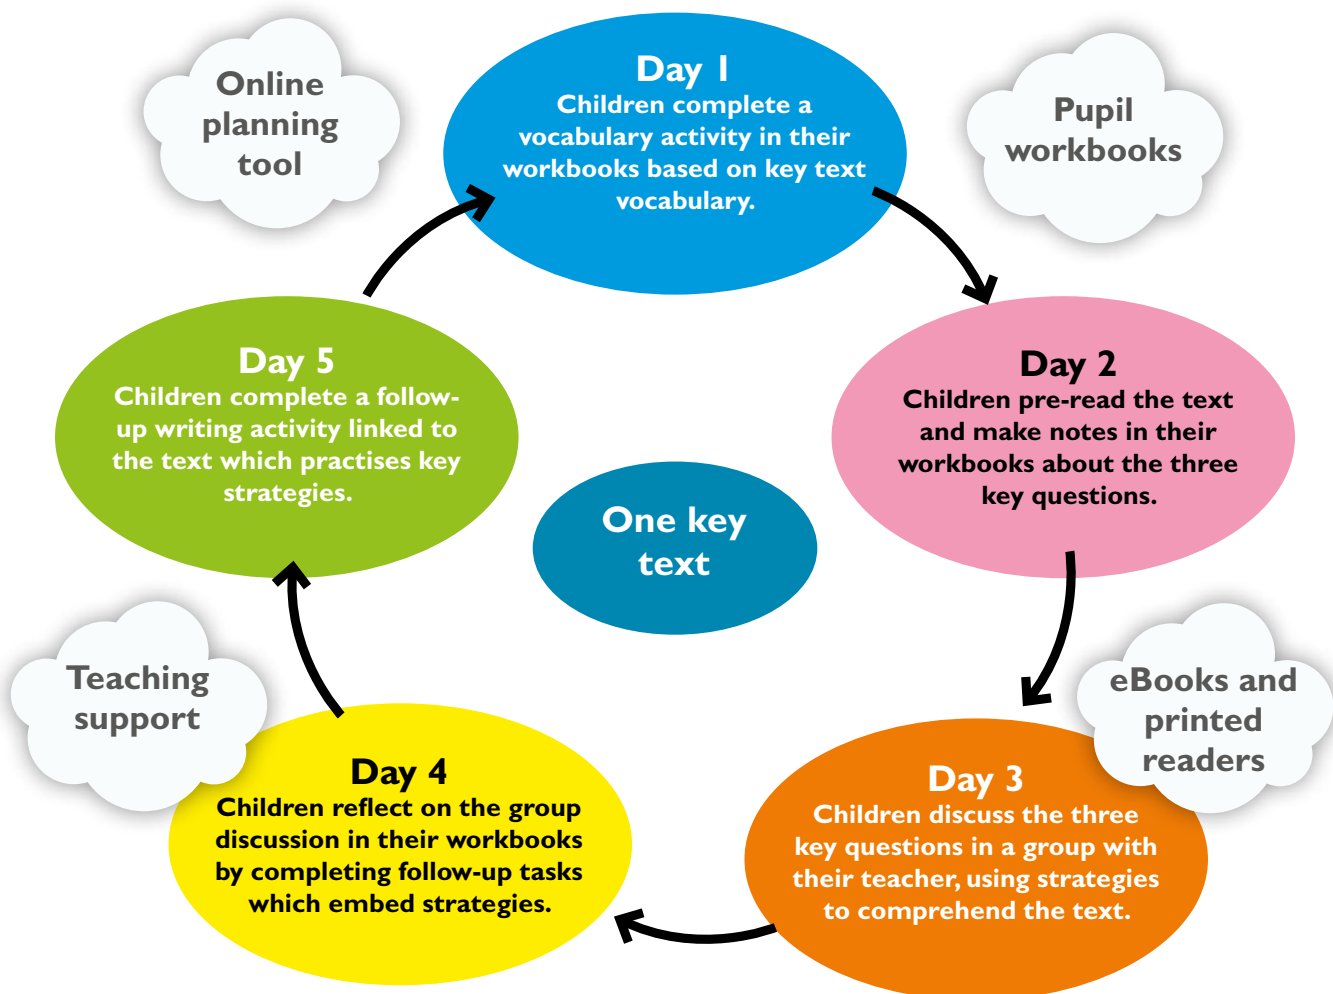 Online
planning
tool
Day 1
Children complete a
vocabulary activity in their
workbooks based on key text
vocabulary.
Pupil
workbooks
Day 5
Children complete a follow-
up writing activity linked to
the text which practises key
strategies.
Day 2
Children pre-read the text
and make notes in their
workbooks about the three
key questions.
One key
text
Teaching
support
eBooks and
printed
readers
Day 4
Children reflect on the group
discussion in their workbooks
by completing follow-up tasks
which embed strategies.
Day 3
Children discuss the three
key questions in a group with
their teacher, using strategies
to comprehend the text.